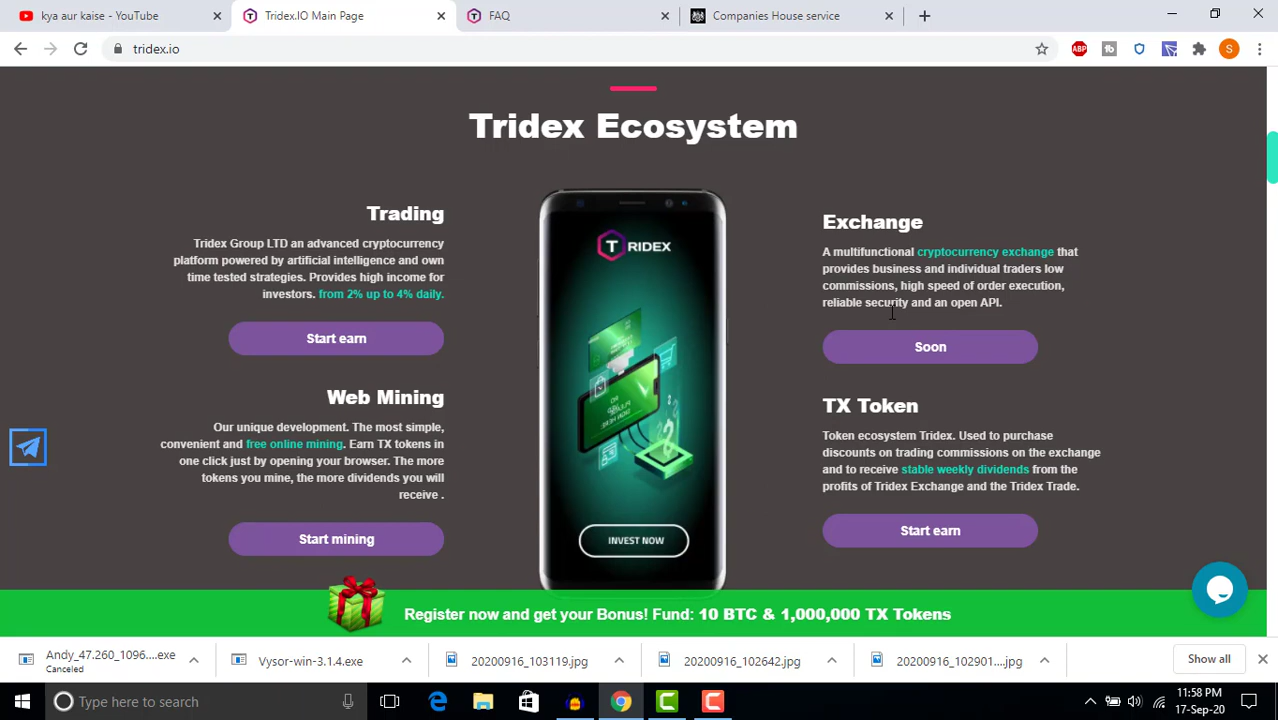 kya aur kaise - YouTube
Tridex.IO Main Page
FAQ
Companies House service
tridex.io
ABP
S
Tridex Ecosystem
Trading
Tridex Group LTD an advanced cryptocurrency
platform powered by artificial intelligence and own
time tested strategies. Provides high income for
investors. from 2% up to 4% daily.
Start earn
Web Mining
Our unique development. The most simple,
convenient and free online mining. Earn TX tokens in
one click just by opening your browser. The more
tokens you mine, the more dividends you will
receive .
Start mining
TRIDEX
INVEST NOW
Exchange
A multifunctional cryptocurrency exchange that
provides business and individual traders low
commissions, high speed of order execution,
reliable security and an open API.
Soon
TX Token
Token ecosystem Tridex. Used to purchase
discounts on trading commissions on the exchange
and to receive stable weekly dividends from the
profits of Tridex Exchange and the Tridex Trade.
Start earn
Register now and get your Bonus! Fund: 10 BTC & 1,000,000 TX Tokens
Andy_47.260_1096....exe
Canceled
Vysor-win-3.1.4.exe
20200916_103119.jpg
20200916_102642.jpg
20200916_102901....jpg
Show all
Type here to search
11:58 PM
17-Sep-20